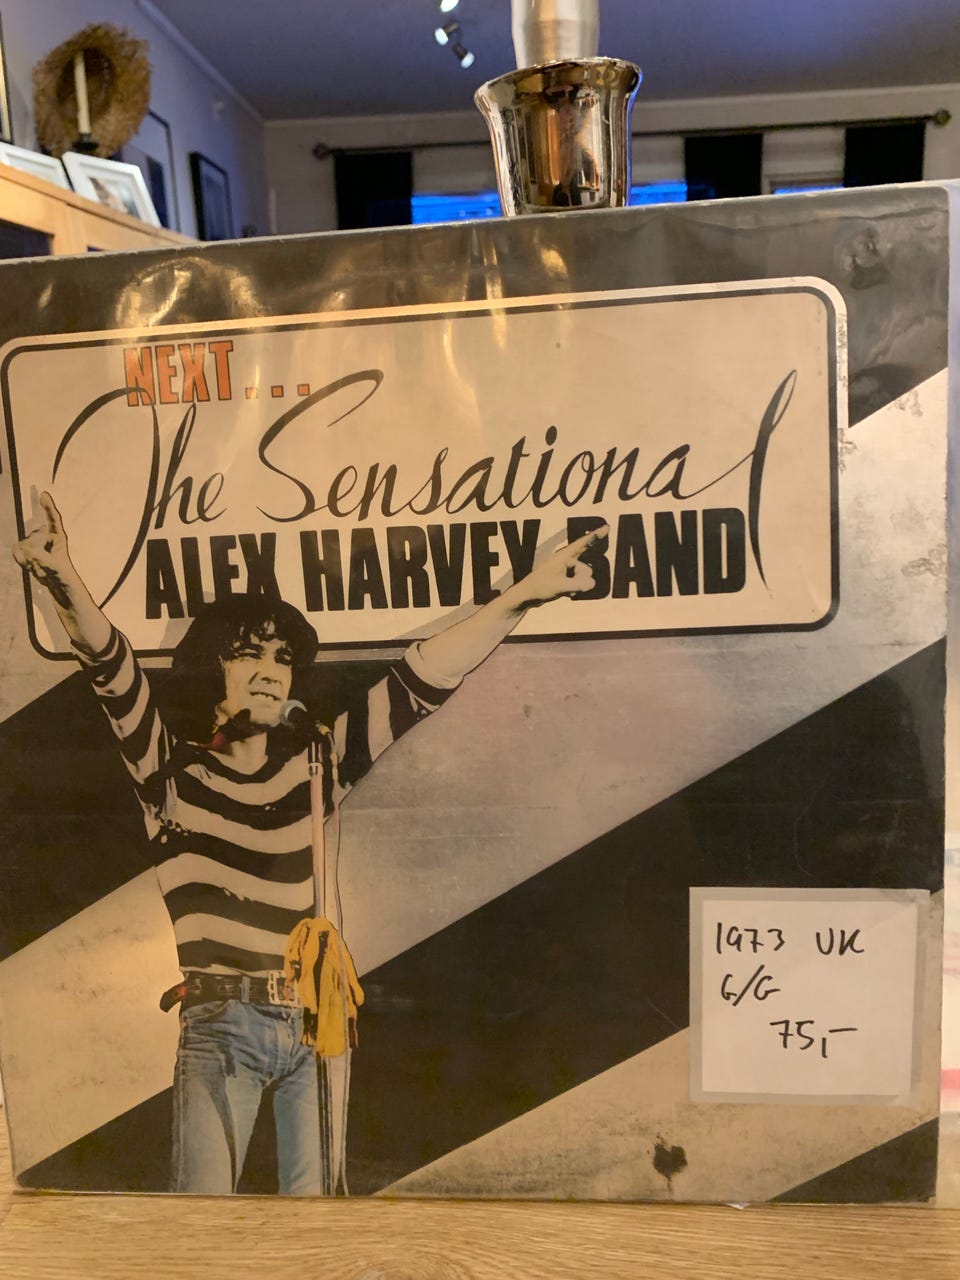 NEXT...
The Sensational
ALEX HARVEY BAND
1973 UK
G/G
75,-